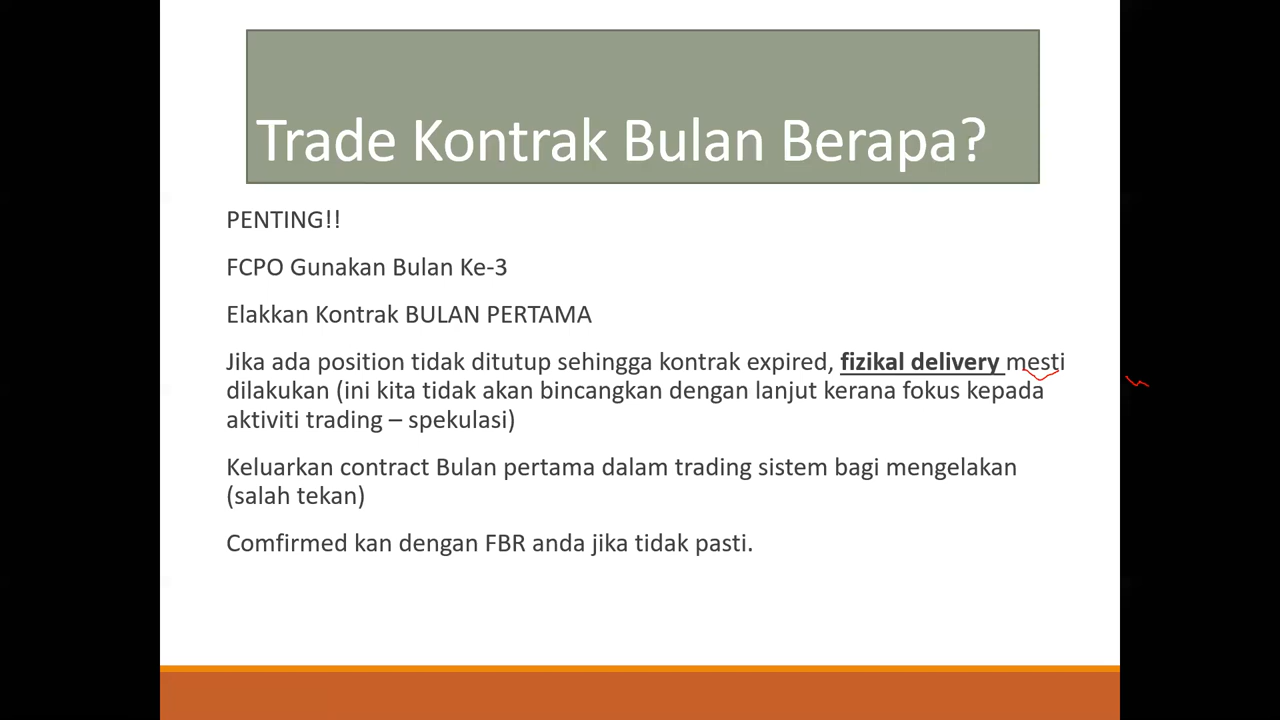 Trade Kontrak Bulan Berapa?
PENTING!!
FCPO Gunakan Bulan Ke-3
Elakkan Kontrak BULAN PERTAMA
Jika ada position tidak ditutup sehingga kontrak expired, fizikal delivery mesti
dilakukan (ini kita tidak akan bincangkan dengan lanjut kerana fokus kepada
aktiviti trading – spekulasi)
Keluarkan contract Bulan pertama dalam trading sistem bagi mengelakan
(salah tekan)
Comfirmed kan dengan FBR anda jika tidak pasti.